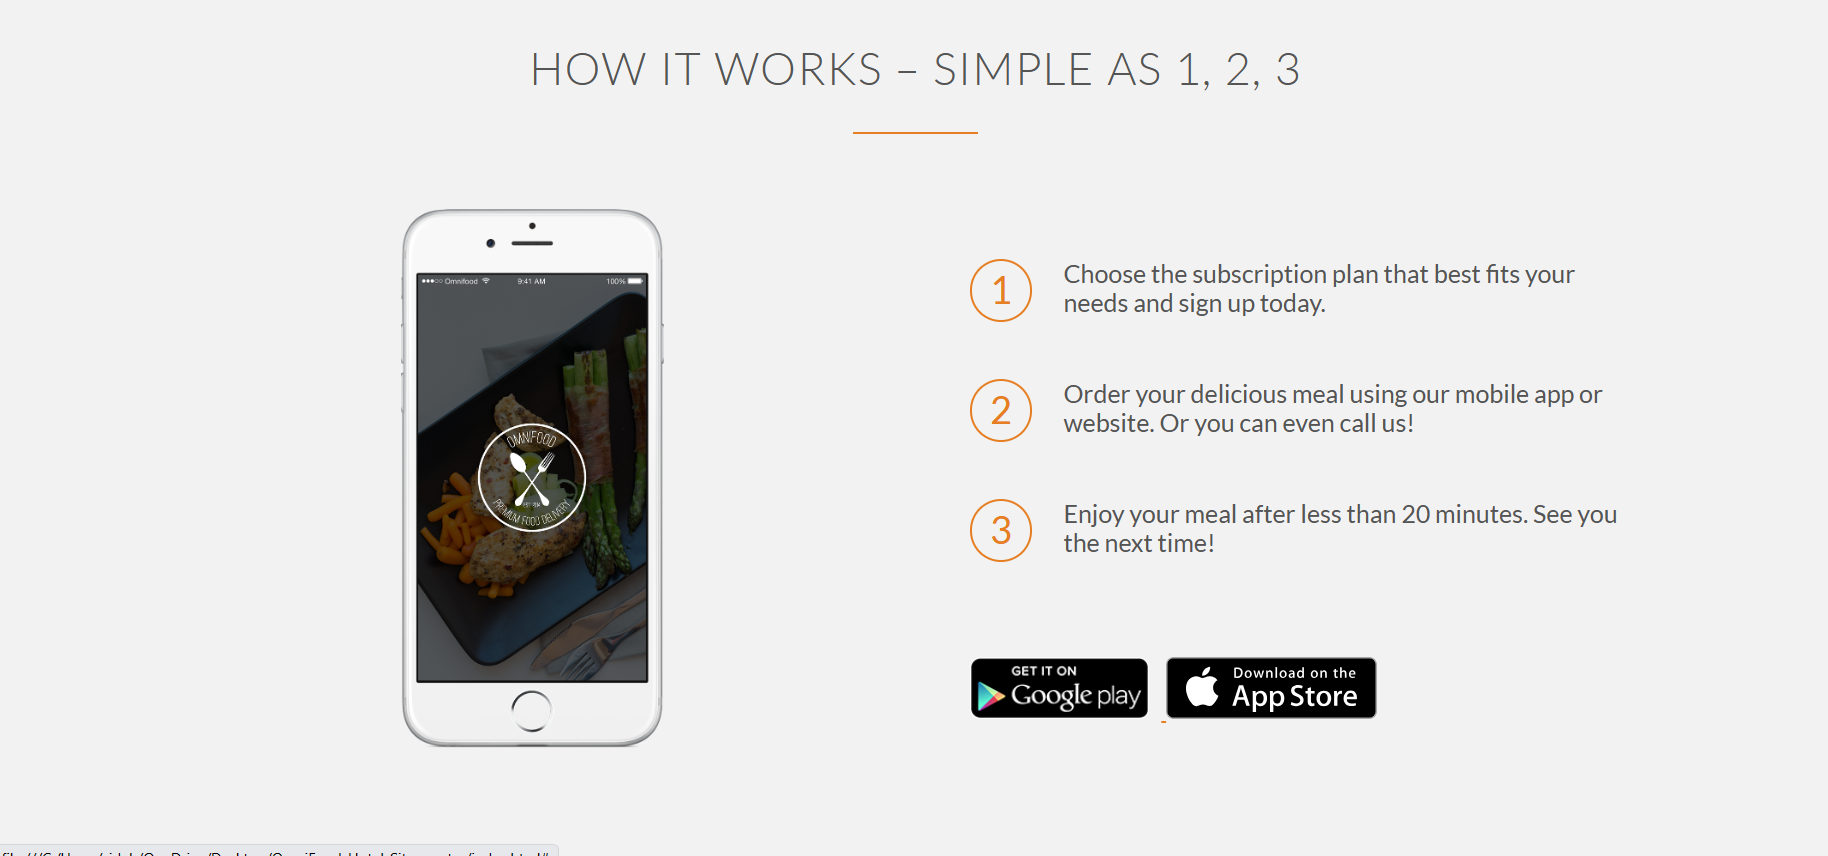 HOW IT WORKS – SIMPLE AS 1, 2, 3
Omnifood 9:41 AM 100%
OMNIFOOD
PREMIUM FOOD DELIVERY
1
Choose the subscription plan that best fits your
needs and sign up today.
2
Order your delicious meal using our mobile app or
website. Or you can even call us!
3
Enjoy your meal after less than 20 minutes. See you
the next time!
GET IT ON
Google play
Download on the
App Store